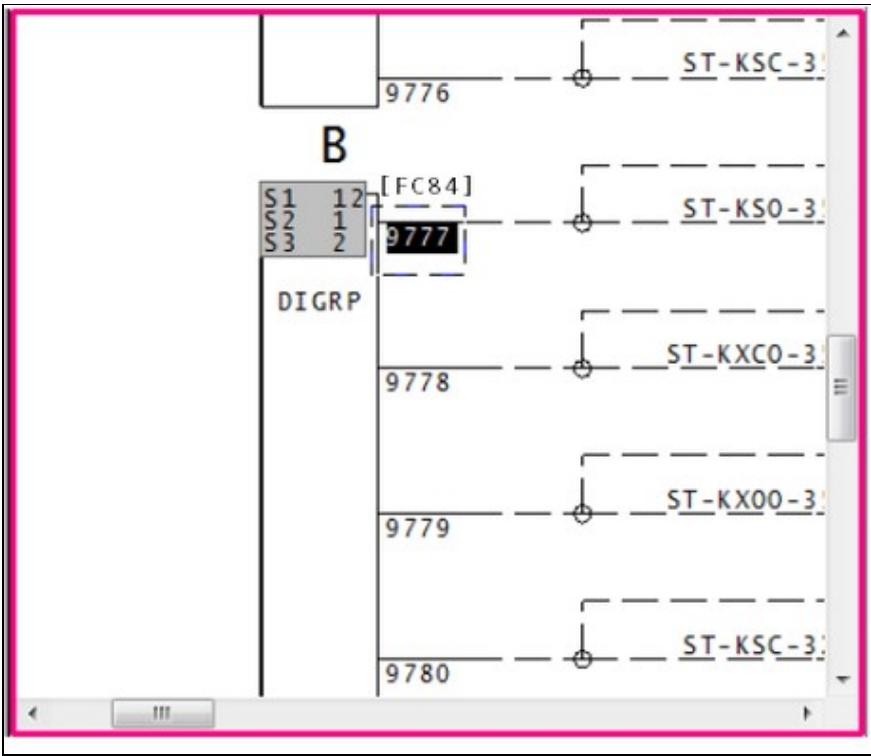 ST-KSC-3
9776
B
[FC84]
S1 12
S2 1
S3 2
ST-KSO-3
9777
DIGRP
ST-KXCO-3
9778
ST-KXOO-3
9779
ST-KSC-3
9780